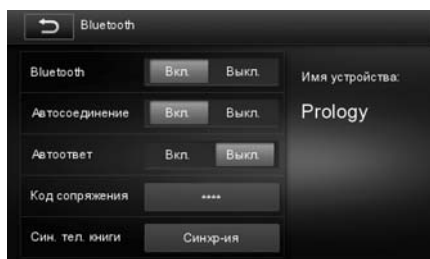 Bluetooth
Bluetooth Вкл. Выкл.
Имя устройства:
Автосоединение Вкл. Выкл.
Prology
Автоответ Вкл. Выкл.
Код сопряжения ****
Син. тел. книги Синхр-ия